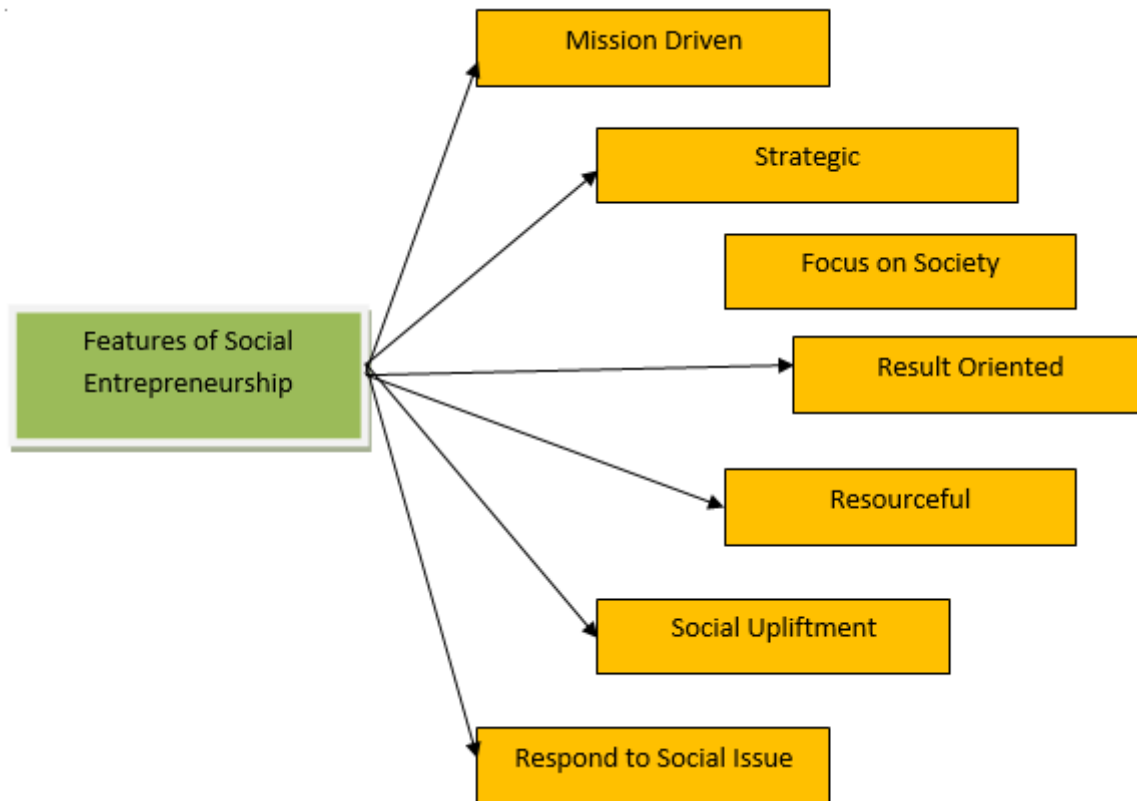 Mission Driven
Strategic
Focus on Society
Features of Social
Entrepreneurship
Result Oriented
Resourceful
Social Upliftment
Respond to Social Issue